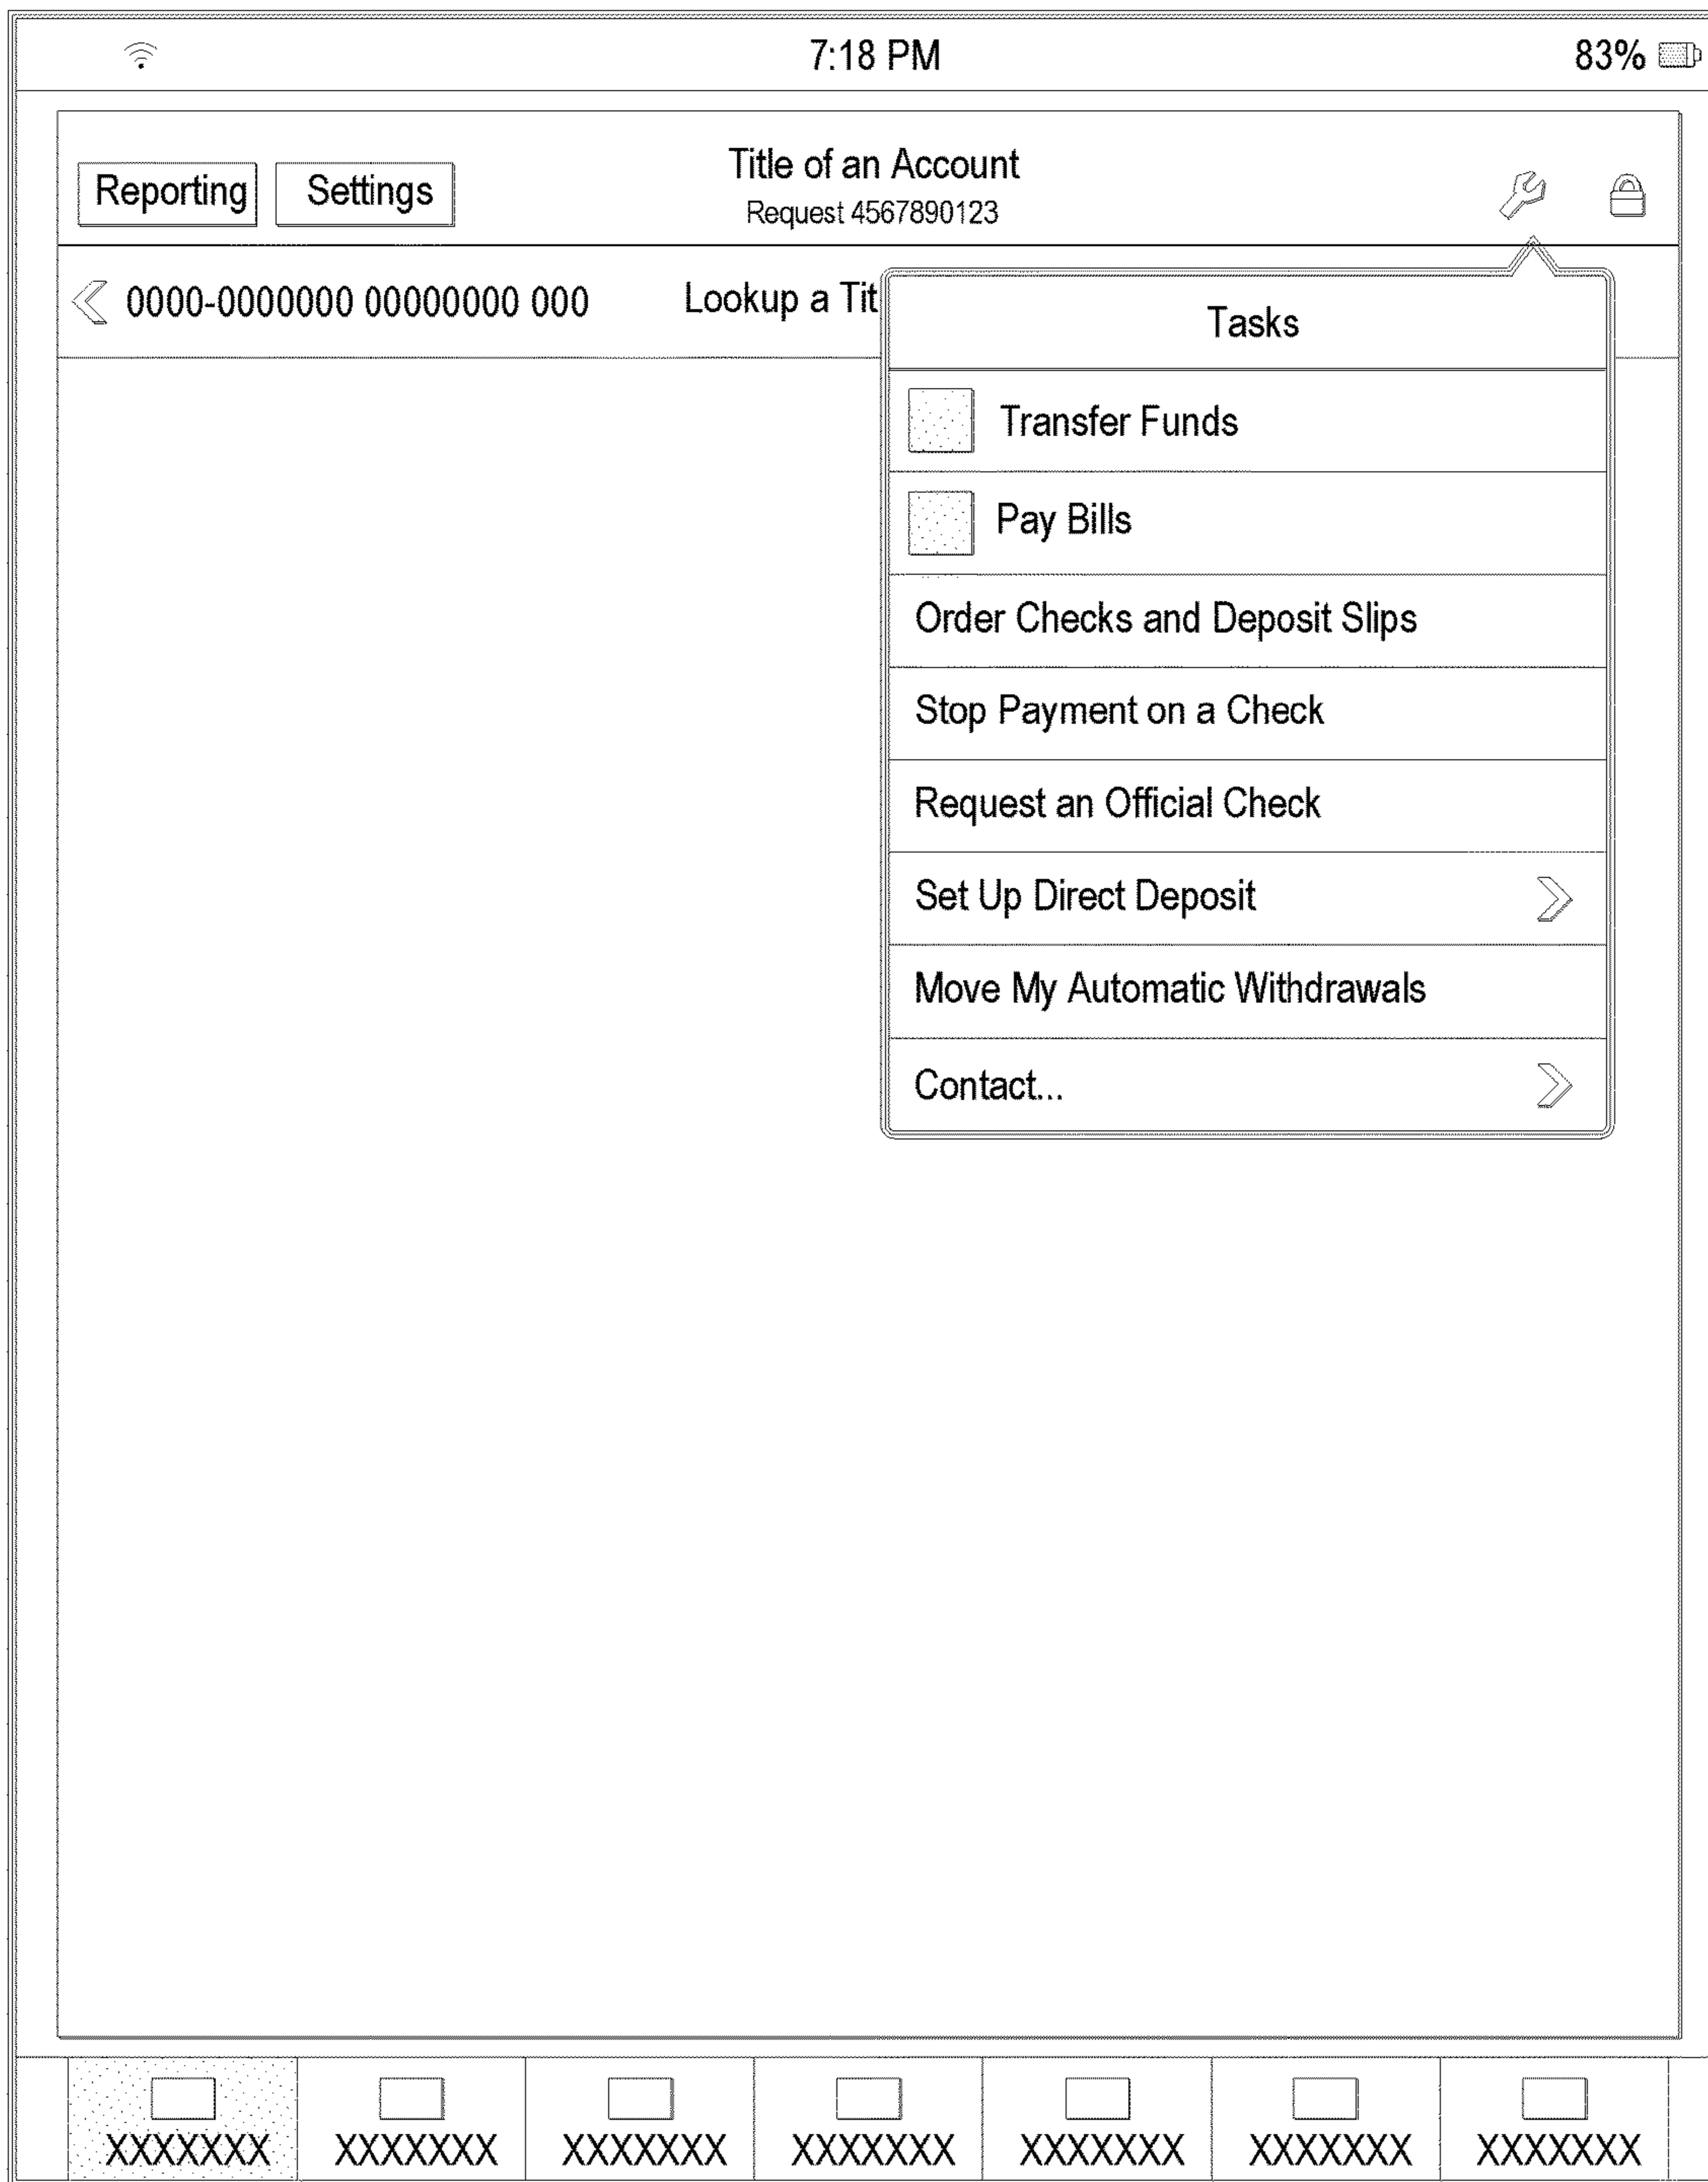 7:18 PM 83%
Reporting Settings Title of an Account
Request 4567890123
0000-0000000 00000000 000 Lookup a Tit
Tasks
Transfer Funds
Pay Bills
Order Checks and Deposit Slips
Stop Payment on a Check
Request an Official Check
Set Up Direct Deposit
Move My Automatic Withdrawals
Contact...
XXXXXXX XXXXXXX XXXXXXX XXXXXXX XXXXXXX XXXXXXX XXXXXXX